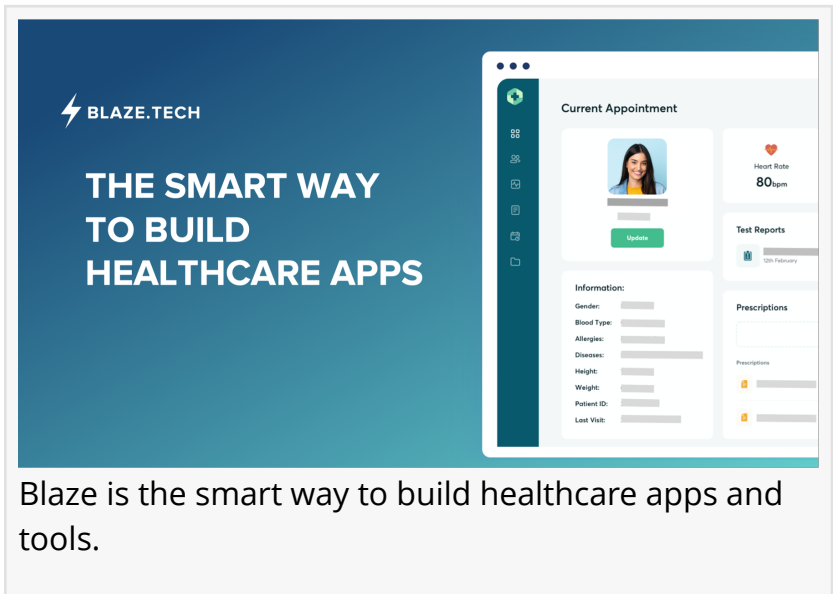 BLAZE.TECH
THE SMART WAY
TO BUILD
HEALTHCARE APPS
Current Appointment
Update
Information:
Gender:
Blood Type:
Allergies:
Diseases:
Height:
Weight:
Patient ID:
Last Visit:
Heart Rate
80bpm
Test Reports
12th February
Prescriptions
Prescriptions
Blaze is the smart way to build healthcare apps and
tools.